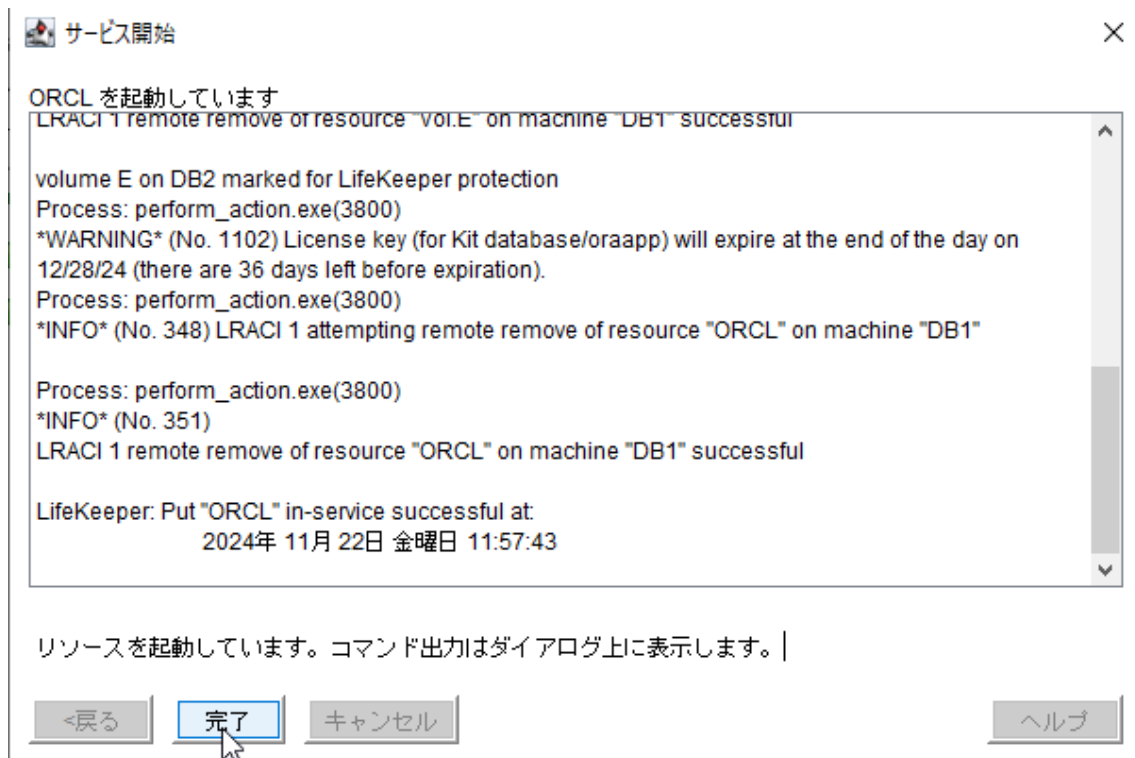 サービス開始
ORCL を起動しています
LRACI 1 remote remove of resource "Vol.E" on machine "DB1" successful
volume E on DB2 marked for LifeKeeper protection
Process: perform_action.exe(3800)
*WARNING* (No. 1102) License key (for Kit database/oraapp) will expire at the end of the day on
12/28/24 (there are 36 days left before expiration).
Process: perform_action.exe(3800)
*INFO* (No. 348) LRACI 1 attempting remote remove of resource "ORCL" on machine "DB1"
Process: perform_action.exe(3800)
*INFO* (No. 351)
LRACI 1 remote remove of resource "ORCL" on machine "DB1" successful
LifeKeeper: Put "ORCL" in-service successful at:
2024年 11月 22日 金曜日 11:57:43
リソースを起動しています。コマンド出力はダイアログ上に表示します。
<戻る 完了 キャンセル ヘルプ